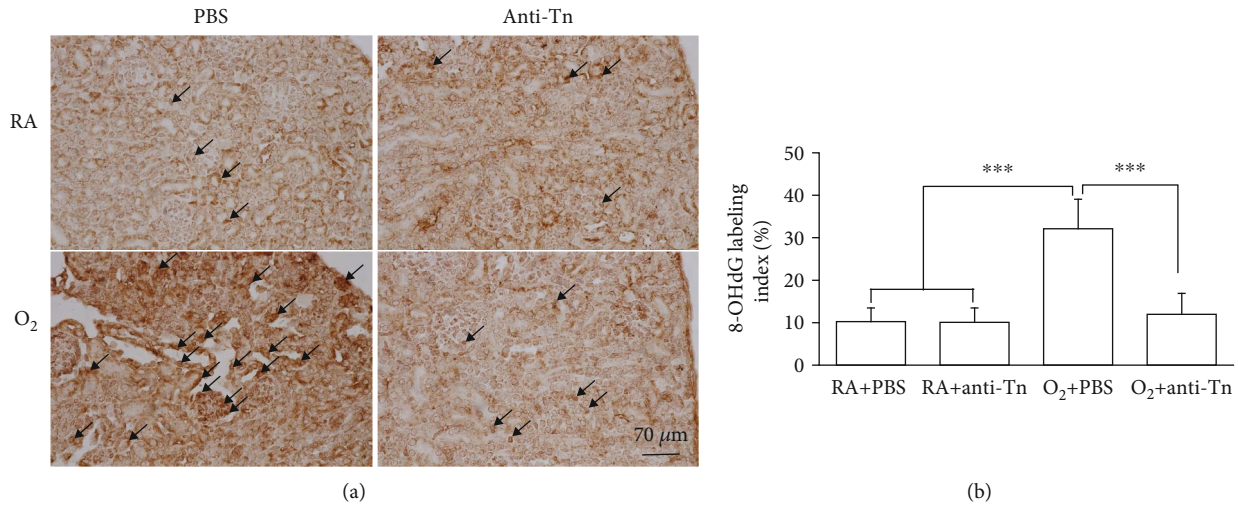 PBS
Anti-Tn
RA
O₂
70 μm
(a)
8-OHdG labeling
index (%)
50
40
30
20
10
0
***
***
RA+PBS
RA+anti-Tn
O₂+PBS
O₂+anti-Tn
(b)